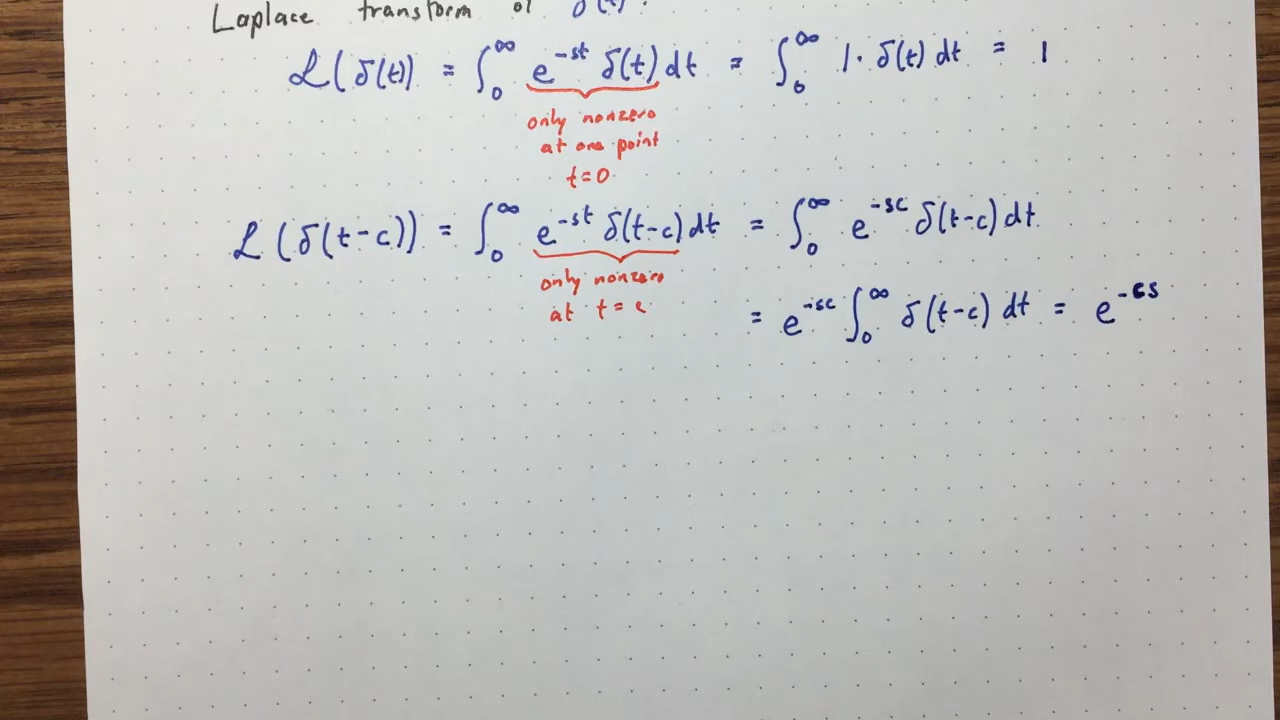 Laplace transform of δ(t).
ℒ(δ(t)) = ∫₀^∞ e^{-st} δ(t) dt = ∫₀^∞ 1· δ(t) dt = 1
only nonzero
at one point
t=0
ℒ(δ(t-c)) = ∫₀^∞ e^{-st} δ(t-c) dt = ∫₀^∞ e^{-sc} δ(t-c) dt
only nonzero
at t=c
= e^{-sc} ∫₀^∞ δ(t-c) dt = e^{-cs}